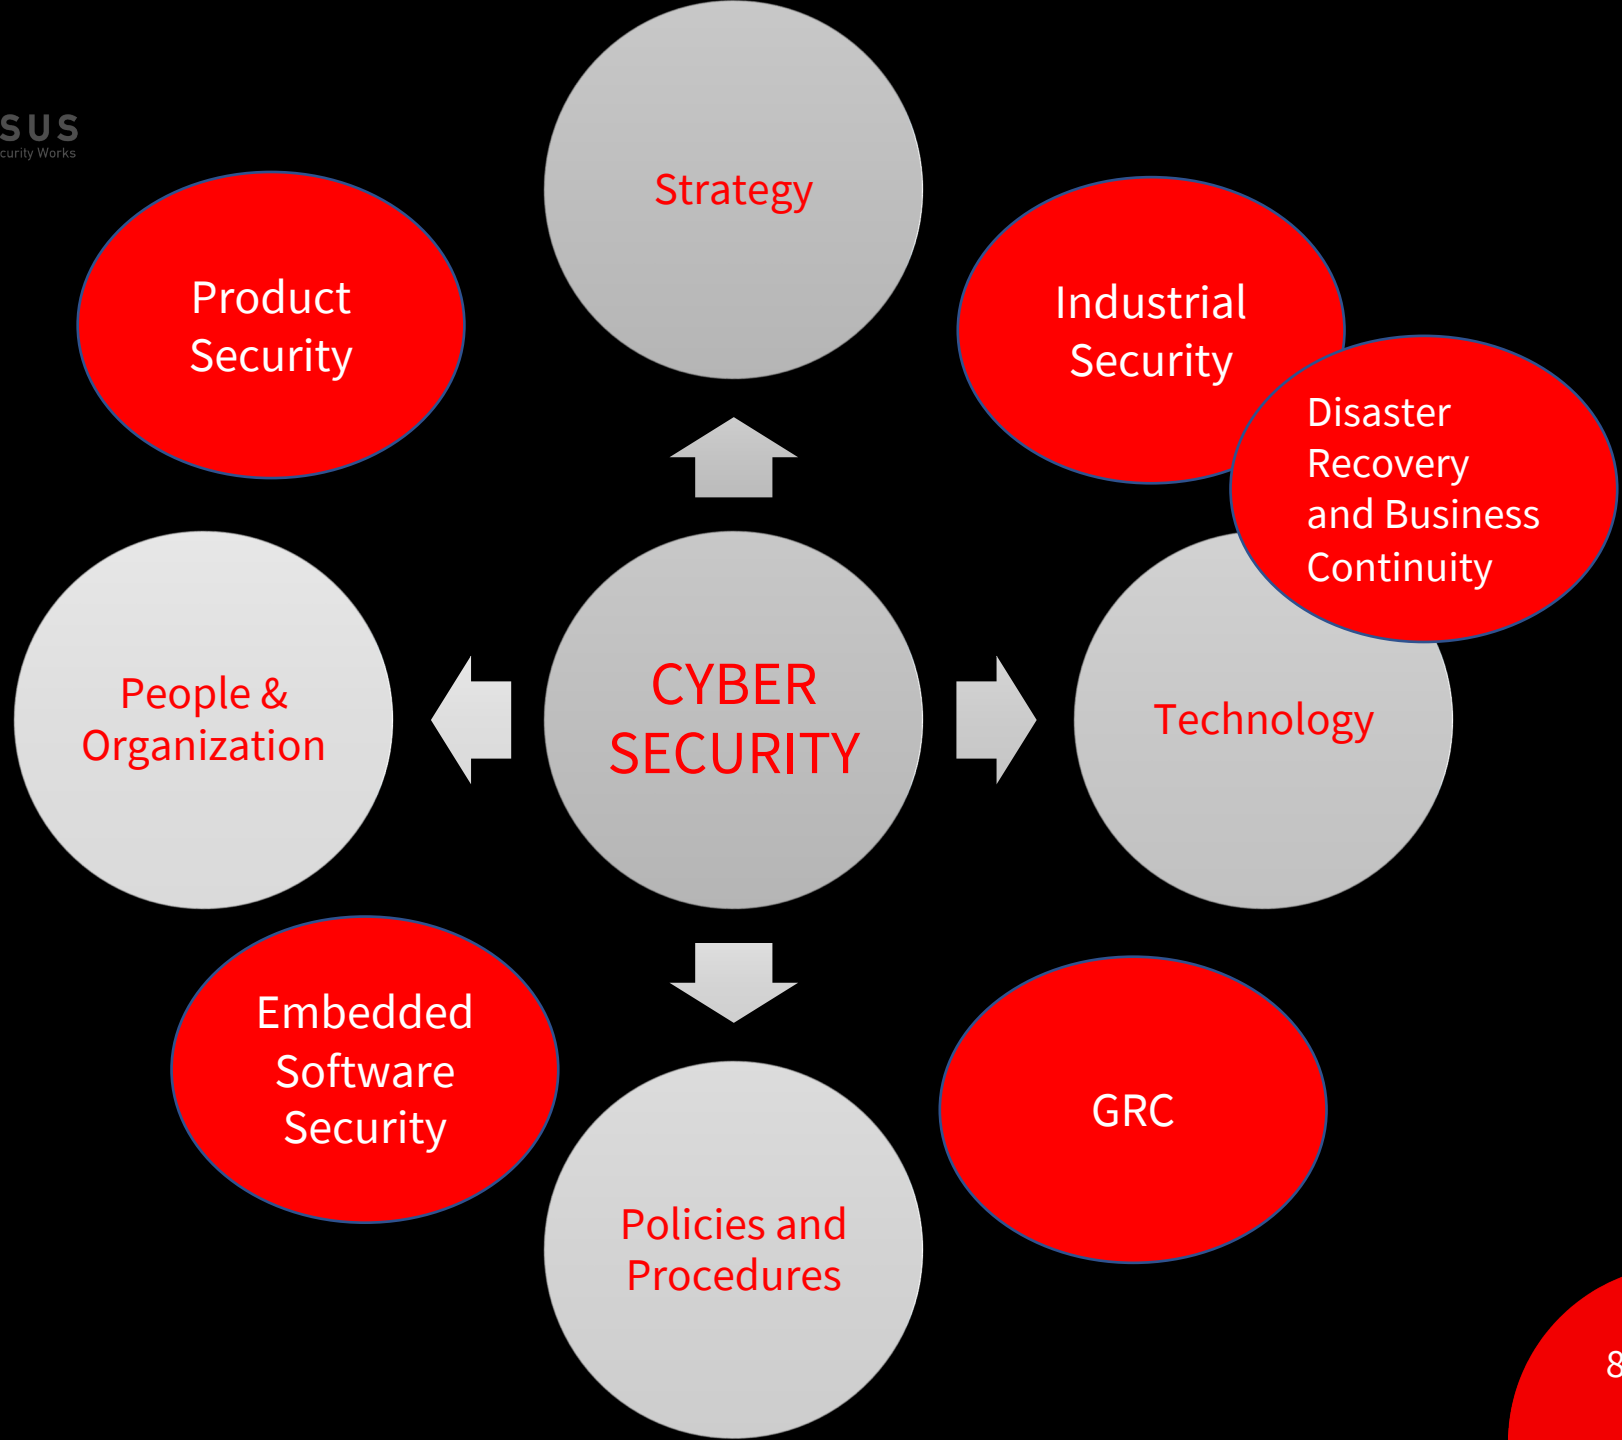 SUS
curity Works
Strategy
Product
Security
Industrial
Security
Disaster
Recovery
and Business
Continuity
People &
Organization
CYBER
SECURITY
Technology
Embedded
Software
Security
GRC
Policies and
Procedures
8